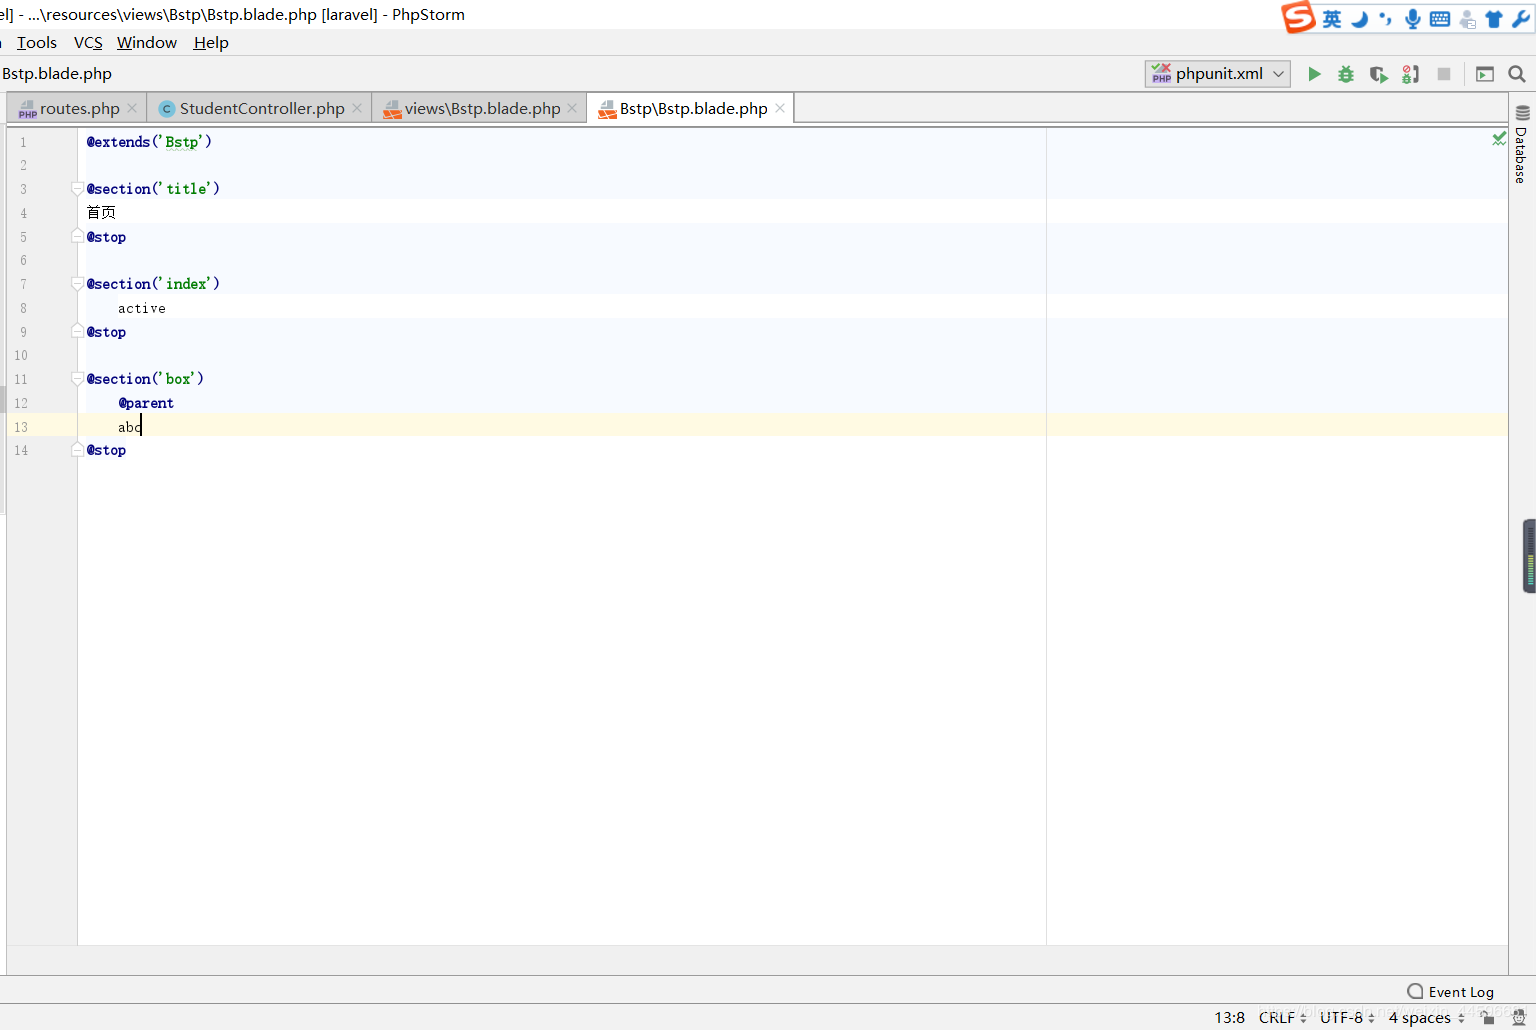 el] - ...\resources\views\Bstp\Bstp.blade.php [laravel] - PhpStorm
英
Tools VCS Window Help
Bstp.blade.php
phpunit.xml
routes.php StudentController.php views\Bstp.blade.php Bstp\Bstp.blade.php
Database
1 @extends('Bstp')
2
3 @section('title')
4 首页
5 @stop
6
7 @section('index')
8 active
9 @stop
10
11 @section('box')
12 @parent
13 abc
14 @stop
Event Log
13:8 CRLF UTF-8 4 spaces